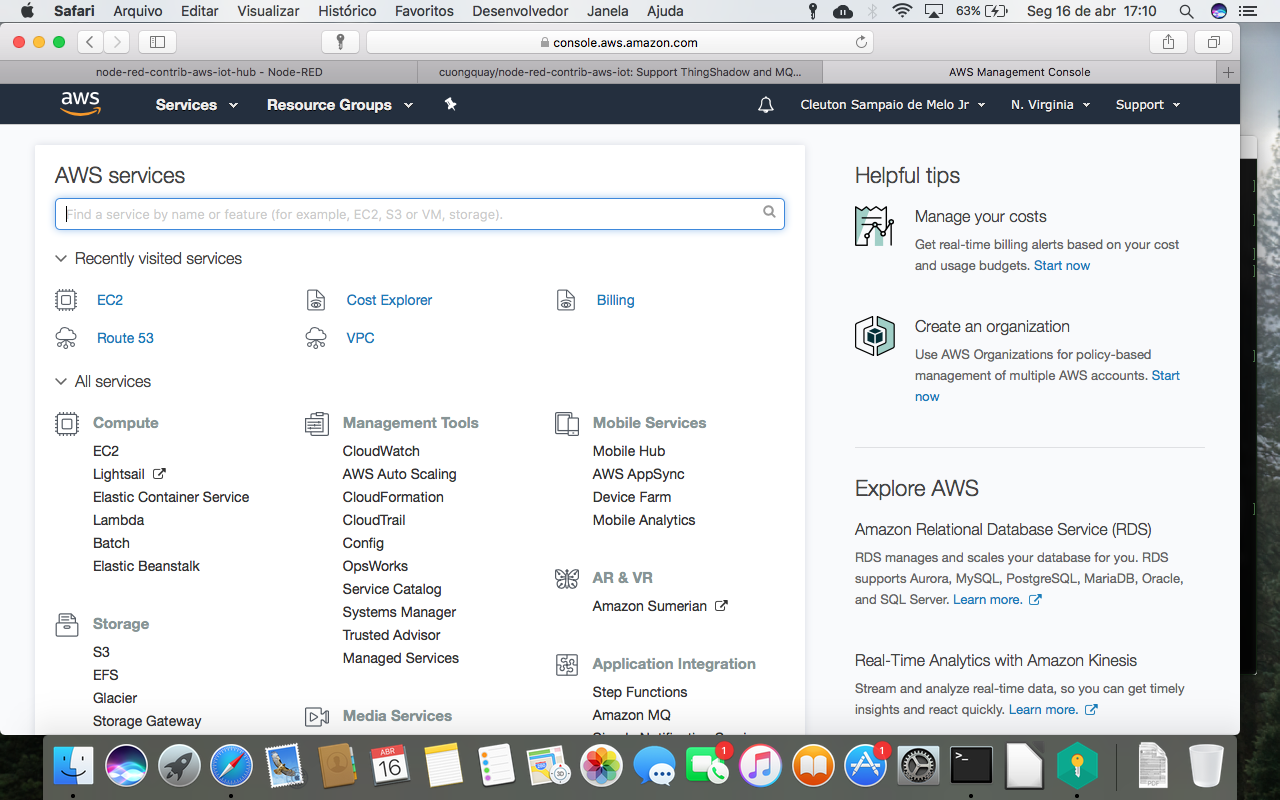 Safari Arquivo Editar Visualizar Histórico Favoritos Desenvolvedor Janela Ajuda 63% Seg 16 de abr 17:10
console.aws.amazon.com
node-red-contrib-aws-iot-hub - Node-RED
cuongquay/node-red-contrib-aws-iot: Support ThingShadow and MQ...
AWS Management Console
aws Services Resource Groups Cleuton Sampaio de Melo Jr N. Virginia Support
AWS services
Find a service by name or feature (for example, EC2, S3 or VM, storage).
Recently visited services
EC2 Cost Explorer Billing
Route 53 VPC
All services
Compute
EC2
Lightsail
Elastic Container Service
Lambda
Batch
Elastic Beanstalk
Storage
S3
EFS
Glacier
Storage Gateway
Management Tools
CloudWatch
AWS Auto Scaling
CloudFormation
CloudTrail
Config
OpsWorks
Service Catalog
Systems Manager
Trusted Advisor
Managed Services
Media Services
Mobile Services
Mobile Hub
AWS AppSync
Device Farm
Mobile Analytics
AR & VR
Amazon Sumerian
Application Integration
Step Functions
Amazon MQ
Helpful tips
Manage your costs
Get real-time billing alerts based on your cost
and usage budgets. Start now
Create an organization
Use AWS Organizations for policy-based
management of multiple AWS accounts. Start
now
Explore AWS
Amazon Relational Database Service (RDS)
RDS manages and scales your database for you. RDS
supports Aurora, MySQL, PostgreSQL, MariaDB, Oracle,
and SQL Server. Learn more.
Real-Time Analytics with Amazon Kinesis
Stream and analyze real-time data, so you can get timely
insights and react quickly. Learn more.
ABR
16
3D
1
1
PDF